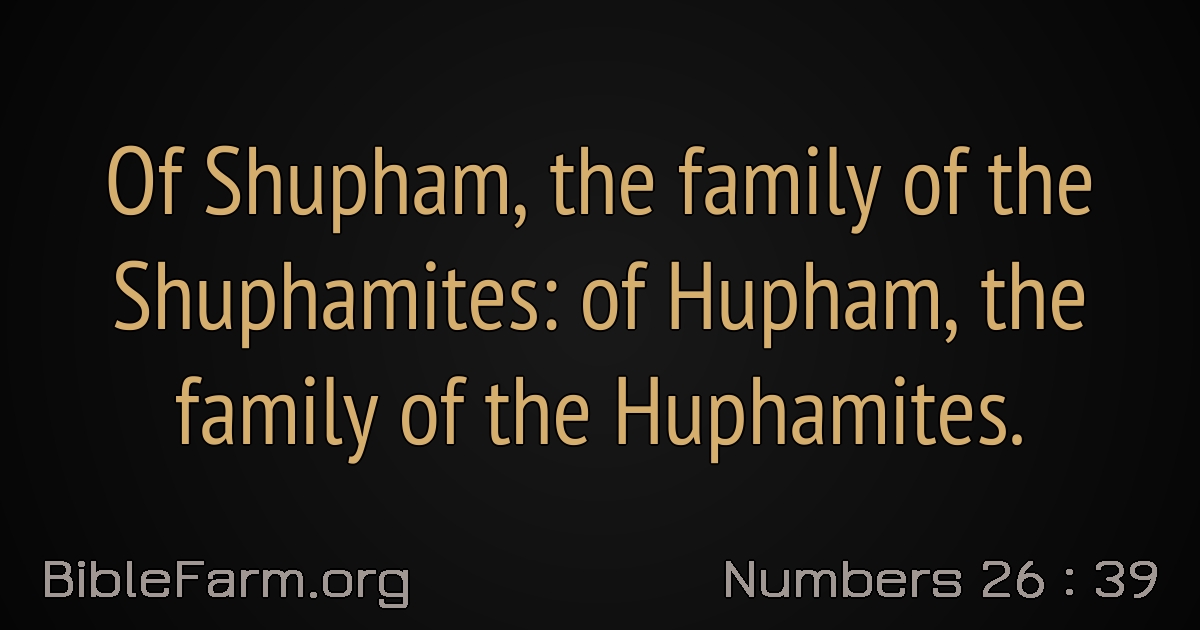 Of Shupham, the family of the
Shuphamites: of Hupham, the
family of the Huphamites.
BibleFarm.org
Numbers 26 : 39